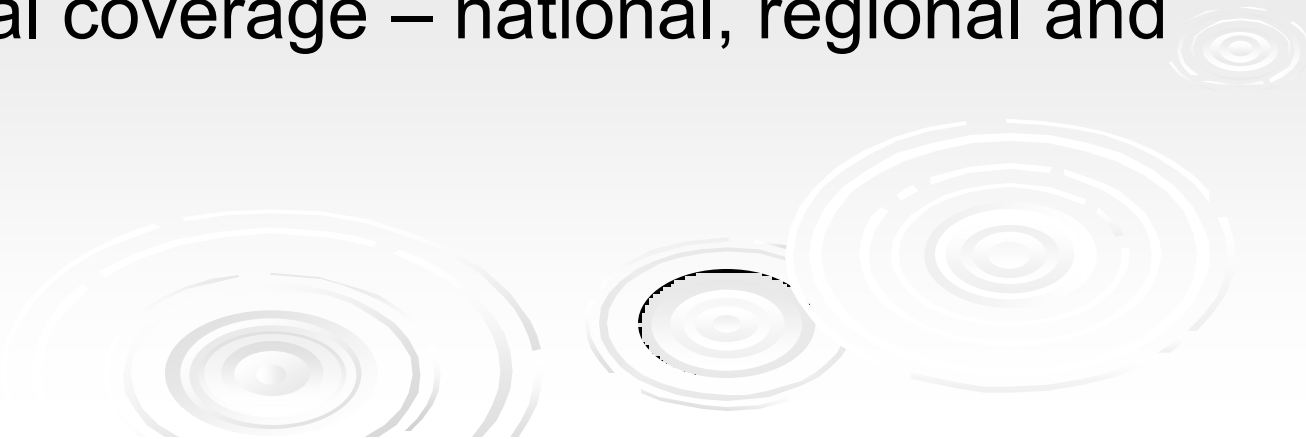 al coverage – national, regional and